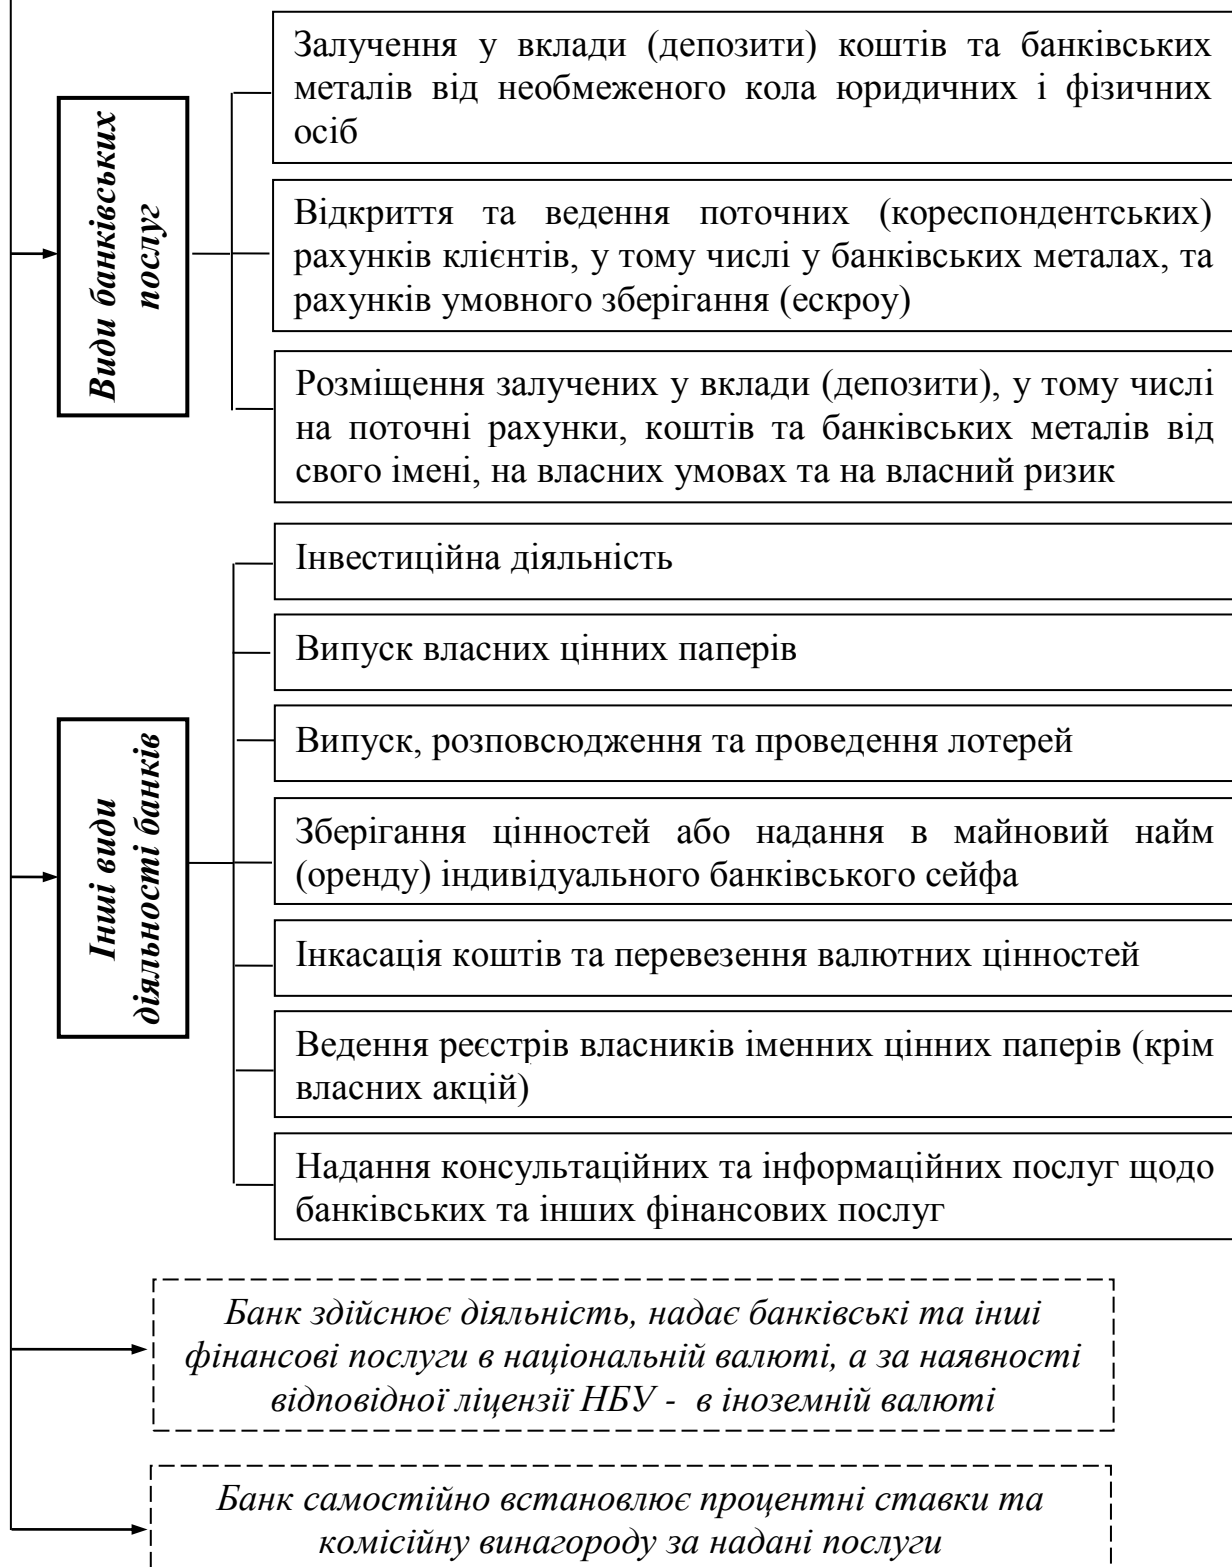 Види банківських
послуг
Залучення у вклади (депозити) коштів та банківських
металів від необмеженого кола юридичних і фізичних
осіб
Відкриття та ведення поточних (кореспондентських)
рахунків клієнтів, у тому числі у банківських металах, та
рахунків умовного зберігання (ескроу)
Розміщення залучених у вклади (депозити), у тому числі
на поточні рахунки, коштів та банківських металів від
свого імені, на власних умовах та на власний ризик
Інші види
діяльності банків
Інвестиційна діяльність
Випуск власних цінних паперів
Випуск, розповсюдження та проведення лотерей
Зберігання цінностей або надання в майновий найм
(оренду) індивідуального банківського сейфа
Інкасація коштів та перевезення валютних цінностей
Ведення реєстрів власників іменних цінних паперів (крім
власних акцій)
Надання консультаційних та інформаційних послуг щодо
банківських та інших фінансових послуг
Банк здійснює діяльність, надає банківські та інші
фінансові послуги в національній валюті, а за наявності
відповідної ліцензії НБУ - в іноземній валюті
Банк самостійно встановлює процентні ставки та
комісійну винагороду за надані послуги